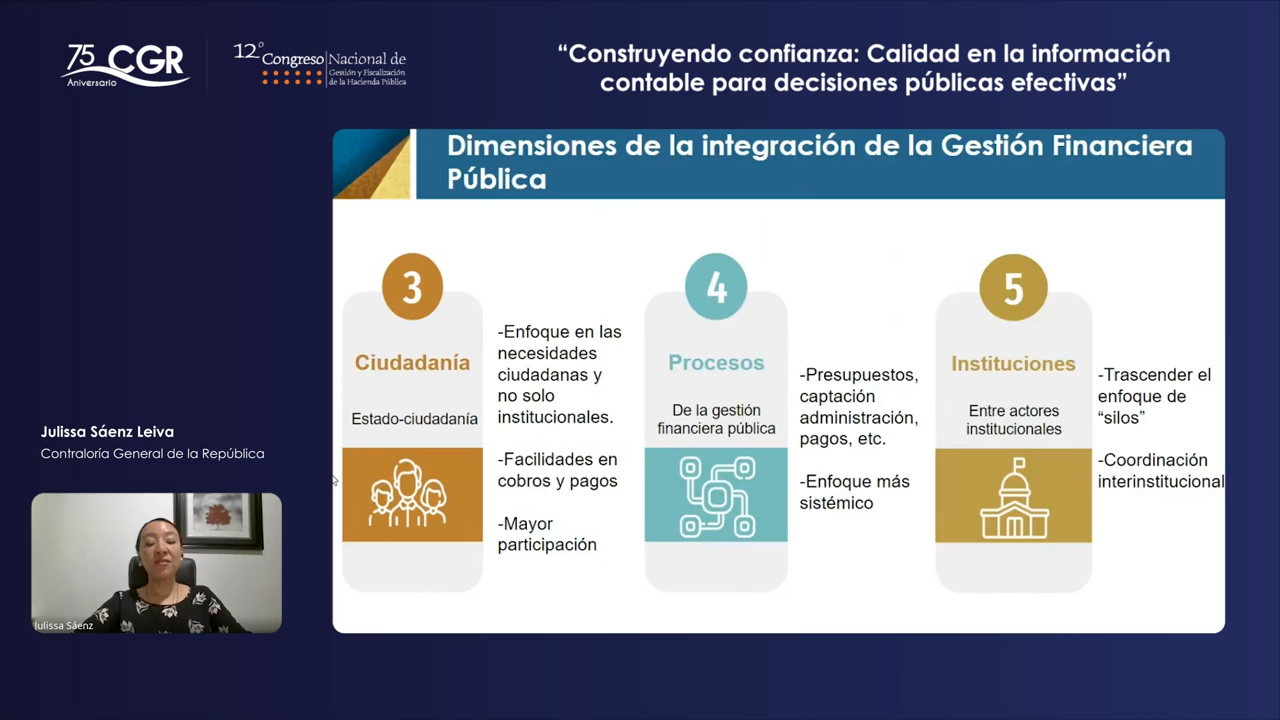 75 CGR
Aniversario
12° Congreso Nacional de
Gestión y Fiscalización
de la Hacienda Pública
“Construyendo confianza: Calidad en la información
contable para decisiones públicas efectivas”
Dimensiones de la integración de la Gestión Financiera
Pública
3
Ciudadanía
Estado-ciudadanía
-Enfoque en las
necesidades
ciudadanas y
no solo
institucionales.
-Facilidades en
cobros y pagos
-Mayor
participación
4
Procesos
De la gestión
financiera pública
-Presupuestos,
captación
administración,
pagos, etc.
-Enfoque más
sistémico
5
Instituciones
Entre actores
institucionales
-Trascender el
enfoque de
“silos”
-Coordinación
interinstitucional
Julissa Sáenz Leiva
Contraloría General de la República
Julissa Sáenz